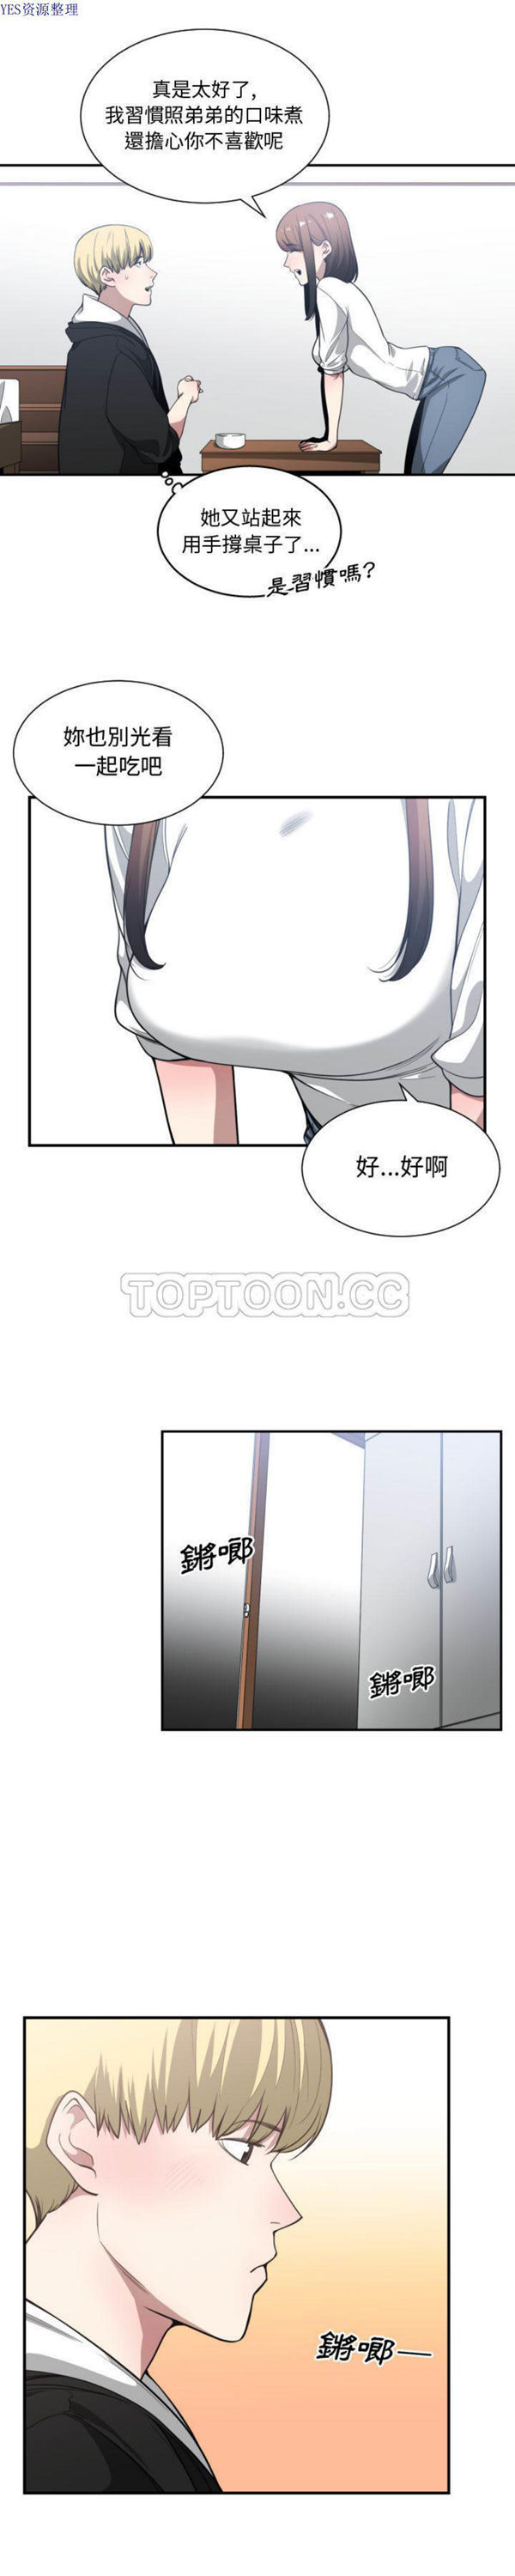 YES资源整理
真是太好了,
我習慣照弟弟的口味煮
還擔心你不喜歡呢
她又站起來
用手撐桌子了...
是習慣嗎?
妳也別光看
一起吃吧
好...好啊
TOPTOON.CC
鏘啷
鏘啷
鏘啷—